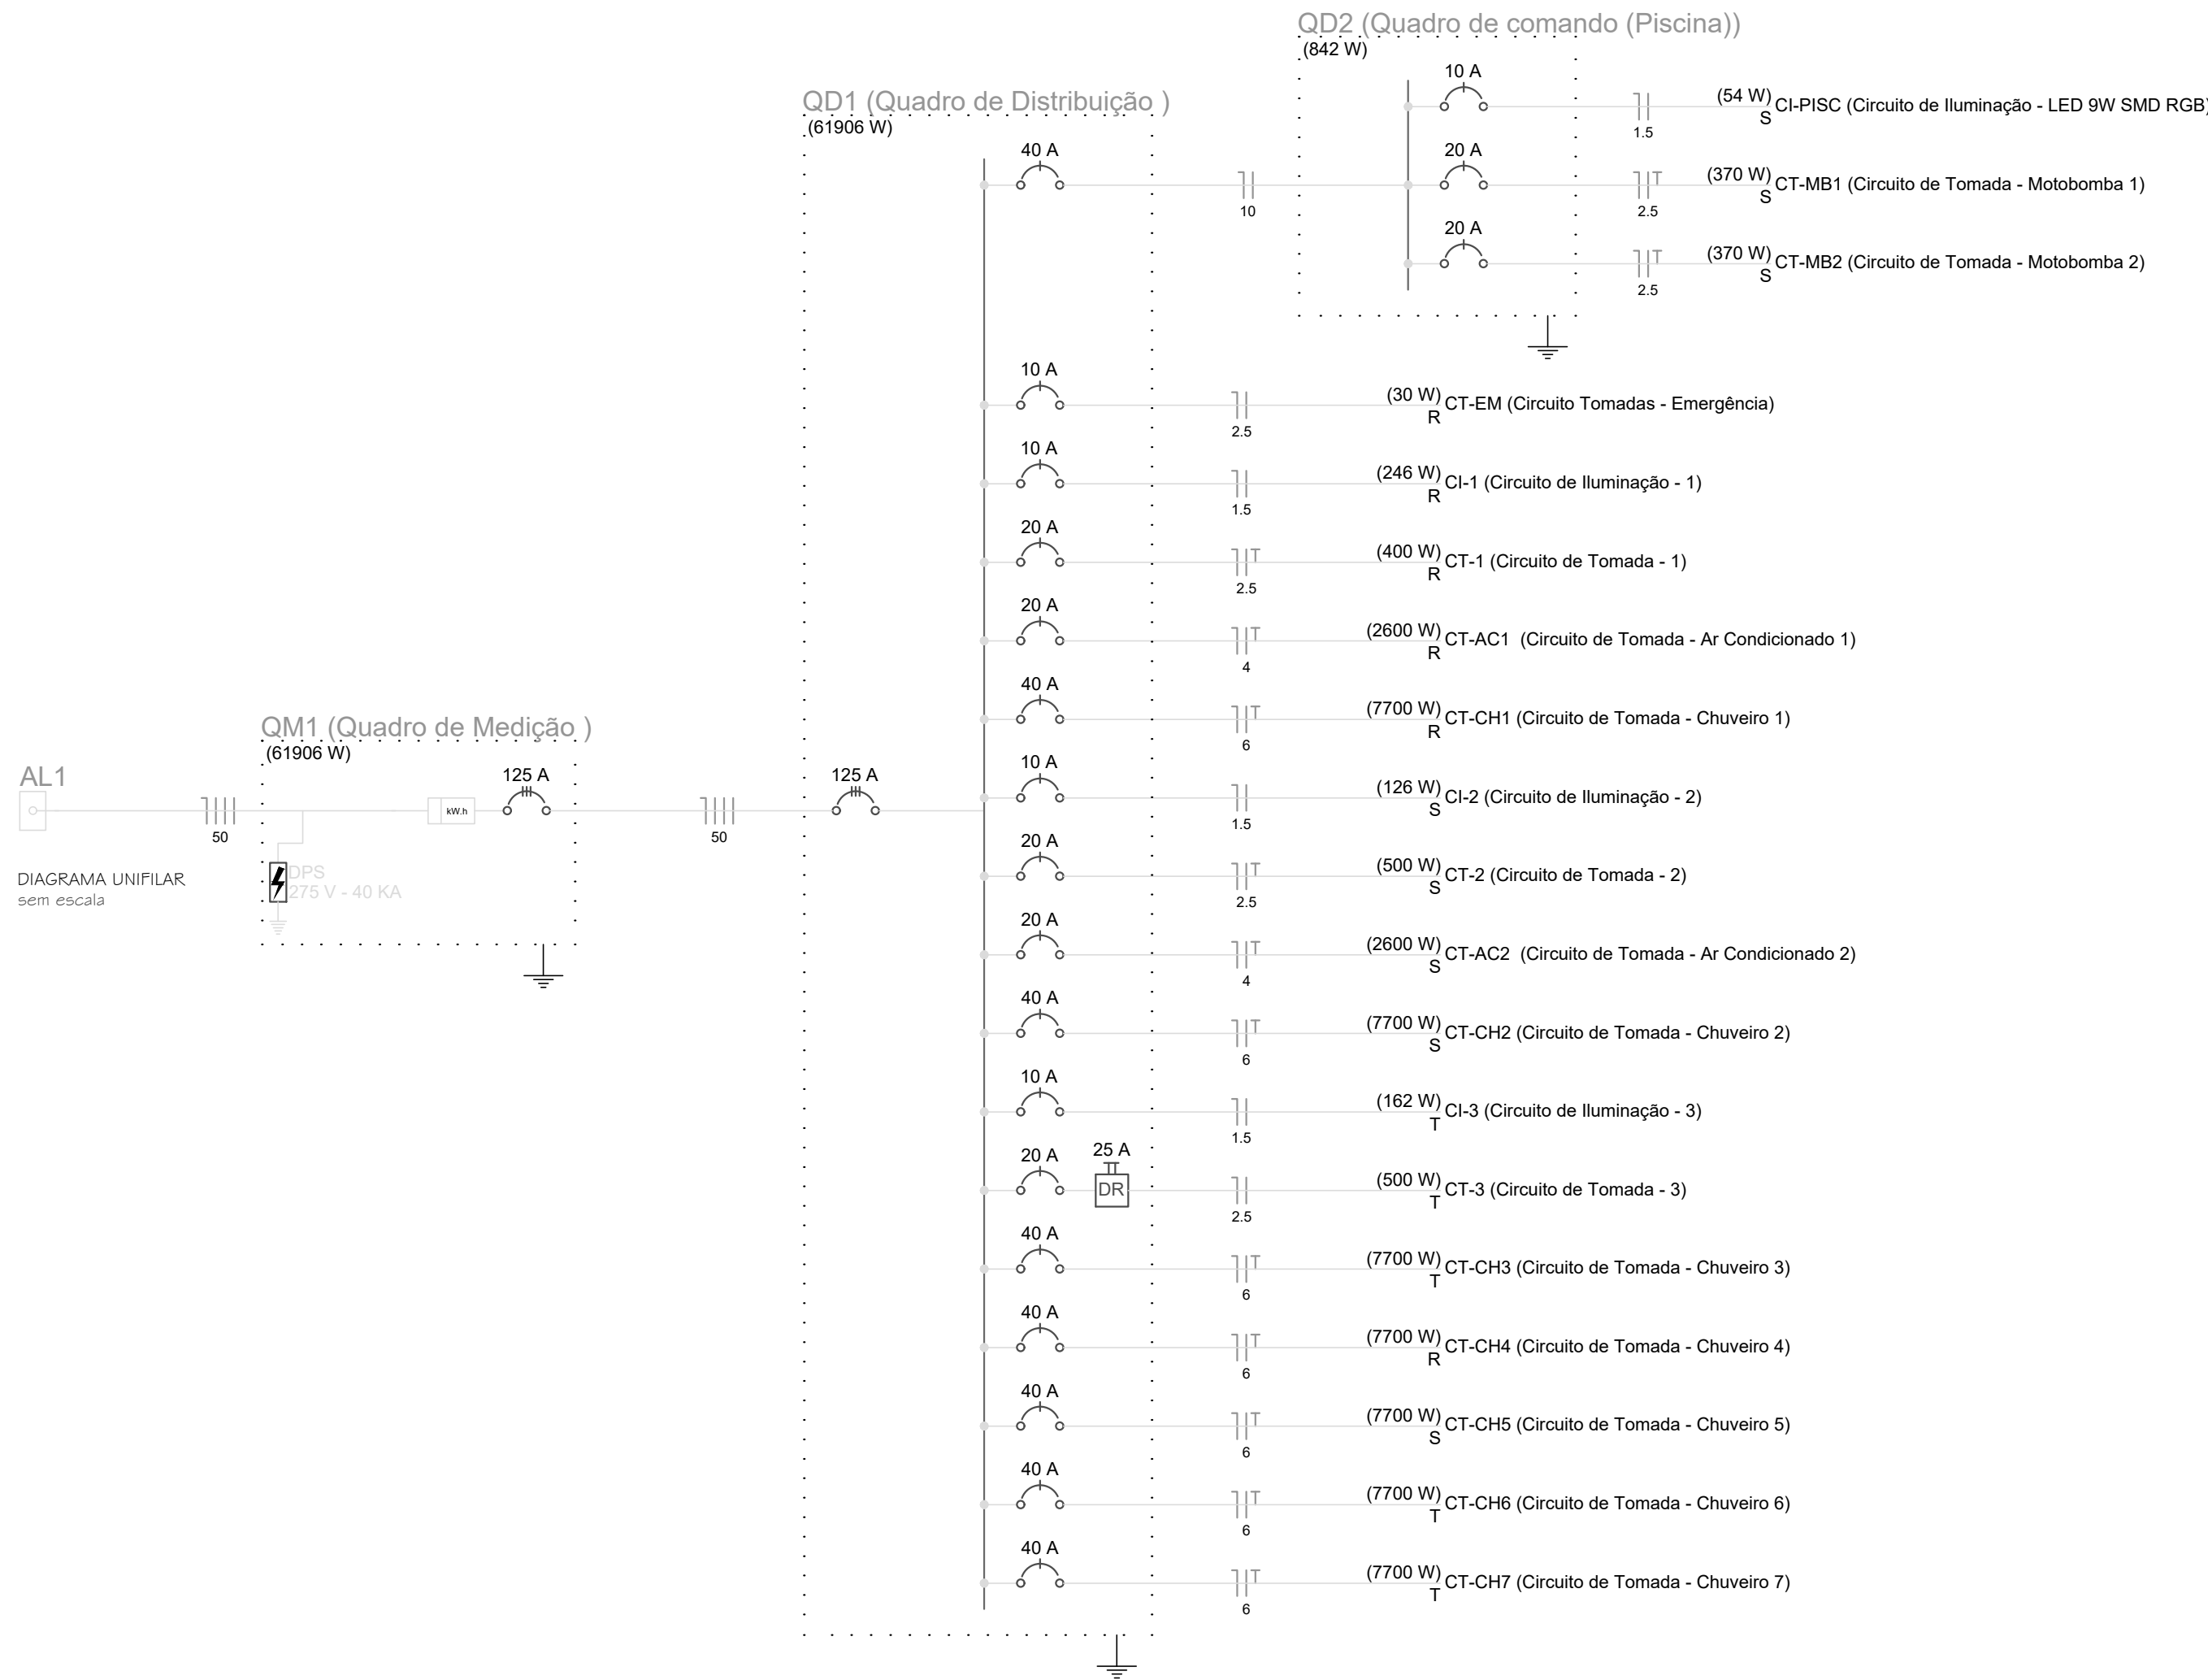 QD2 (Quadro de comando (Piscina))
(842 W)
10 A
1.5
(54 W)
S
CI-PISC (Circuito de Iluminação - LED 9W SMD RGB)
20 A
T
2.5
(370 W)
S
CT-MB1 (Circuito de Tomada - Motobomba 1)
20 A
T
2.5
(370 W)
S
CT-MB2 (Circuito de Tomada - Motobomba 2)
QD1 (Quadro de Distribuição )
(61906 W)
40 A
10
10 A
2.5
(30 W)
R
CT-EM (Circuito Tomadas - Emergência)
10 A
1.5
(246 W)
R
CI-1 (Circuito de Iluminação - 1)
20 A
T
2.5
(400 W)
R
CT-1 (Circuito de Tomada - 1)
20 A
T
4
(2600 W)
R
CT-AC1 (Circuito de Tomada - Ar Condicionado 1)
40 A
T
6
(7700 W)
R
CT-CH1 (Circuito de Tomada - Chuveiro 1)
10 A
1.5
(126 W)
S
CI-2 (Circuito de Iluminação - 2)
20 A
T
2.5
(500 W)
S
CT-2 (Circuito de Tomada - 2)
20 A
T
4
(2600 W)
S
CT-AC2 (Circuito de Tomada - Ar Condicionado 2)
40 A
T
6
(7700 W)
S
CT-CH2 (Circuito de Tomada - Chuveiro 2)
10 A
1.5
(162 W)
T
CI-3 (Circuito de Iluminação - 3)
20 A
25 A
DR
2.5
(500 W)
T
CT-3 (Circuito de Tomada - 3)
40 A
T
6
(7700 W)
T
CT-CH3 (Circuito de Tomada - Chuveiro 3)
40 A
T
6
(7700 W)
R
CT-CH4 (Circuito de Tomada - Chuveiro 4)
40 A
T
6
(7700 W)
S
CT-CH5 (Circuito de Tomada - Chuveiro 5)
40 A
T
6
(7700 W)
T
CT-CH6 (Circuito de Tomada - Chuveiro 6)
40 A
T
6
(7700 W)
T
CT-CH7 (Circuito de Tomada - Chuveiro 7)
QM1 (Quadro de Medição )
(61906 W)
AL1
50
kW.h
125 A
50
125 A
DPS
275 V - 40 KA
DIAGRAMA UNIFILAR
sem escala